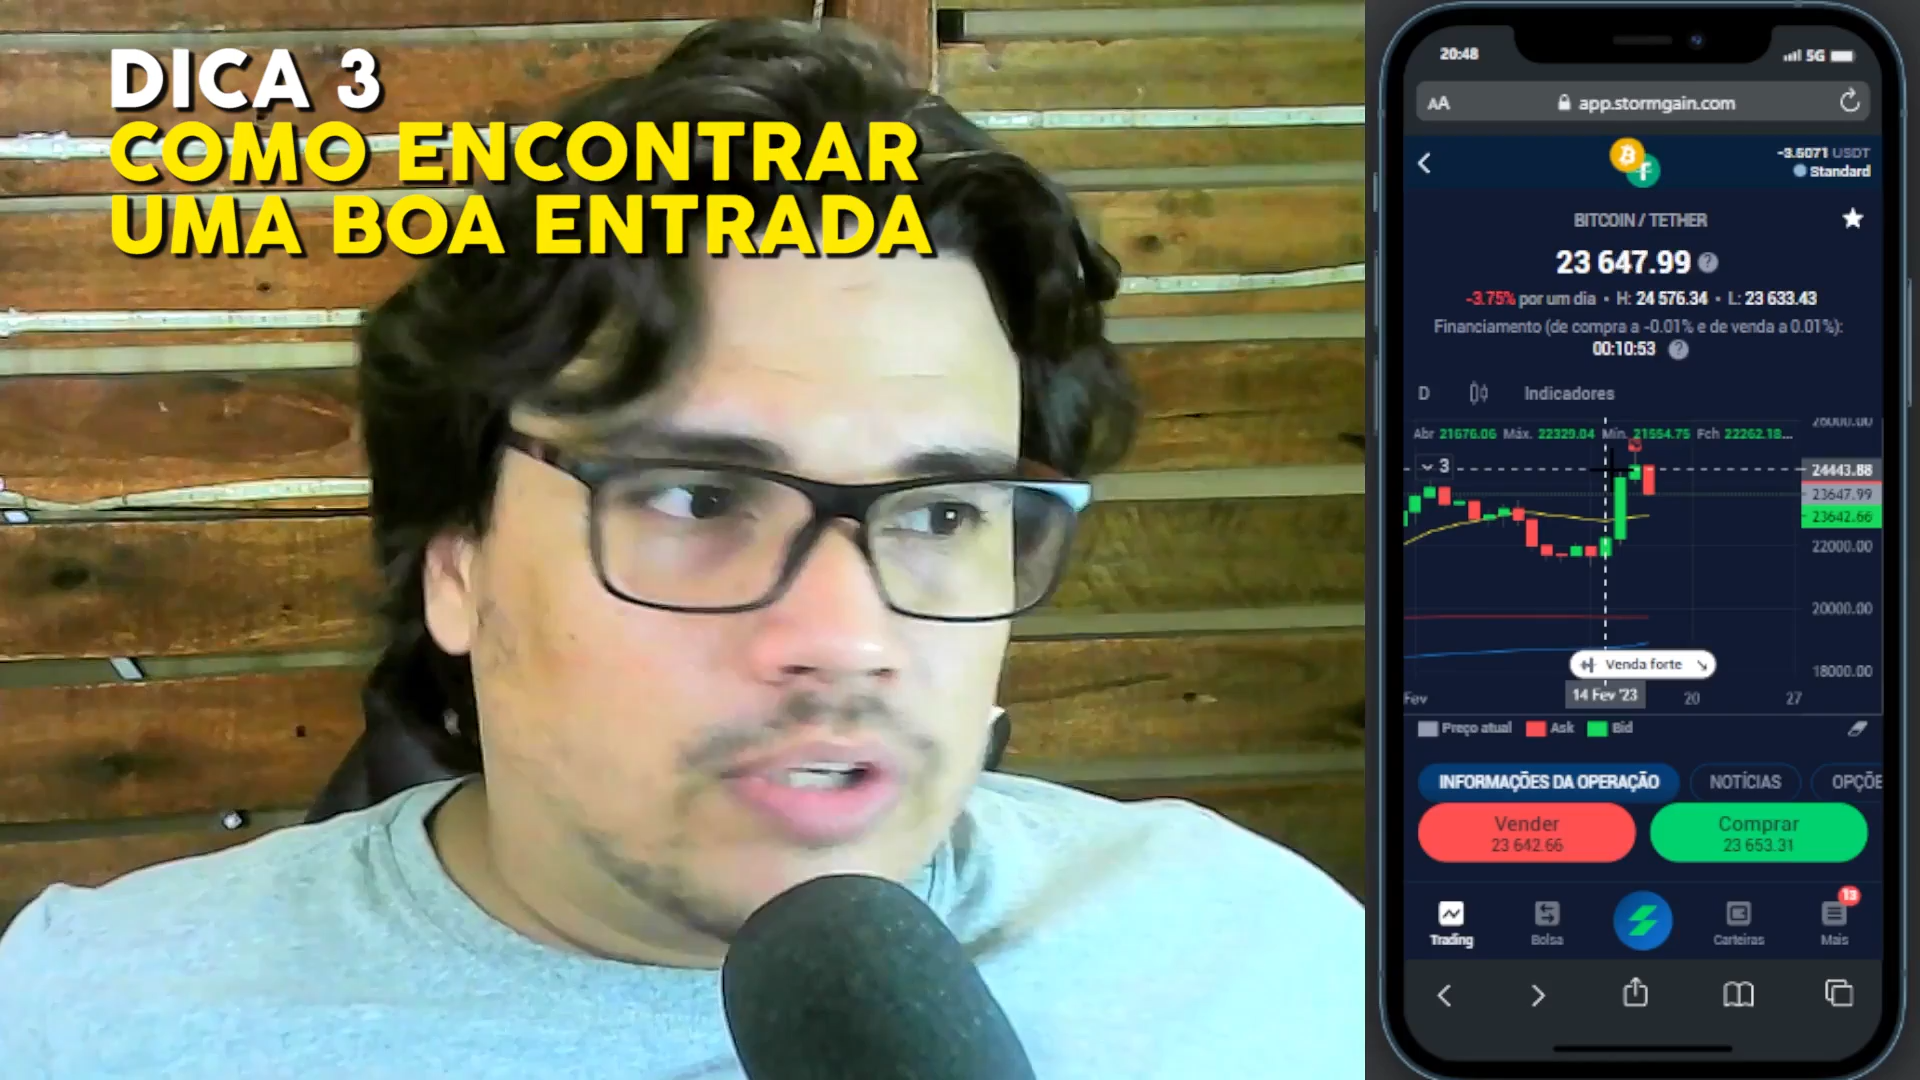 DICA 3
COMO ENCONTRAR
UMA BOA ENTRADA
20:48
5G
AA
app.stormgain.com
-3.5071 USDT
Standard
BITCOIN / TETHER
23 647.99
-3.75% por um dia • H: 24 576.34 • L: 23 633.43
Financiamento (de compra a -0.01% e de venda a 0.01%):
00:10:53
D
Indicadores
26000.00
Abr 21676.06 Máx. 22329.04 Mín. 21554.75 Fch 22262.18...
3
24443.88
23647.99
23642.66
22000.00
20000.00
Venda forte
18000.00
Fev
14 Fev '23
20
27
Preço atual
Ask
Bid
INFORMAÇÕES DA OPERAÇÃO
NOTÍCIAS
OPÇÕE
Vender
23 642.66
Comprar
23 653.31
13
Trading
Bolsa
Carteiras
Mais